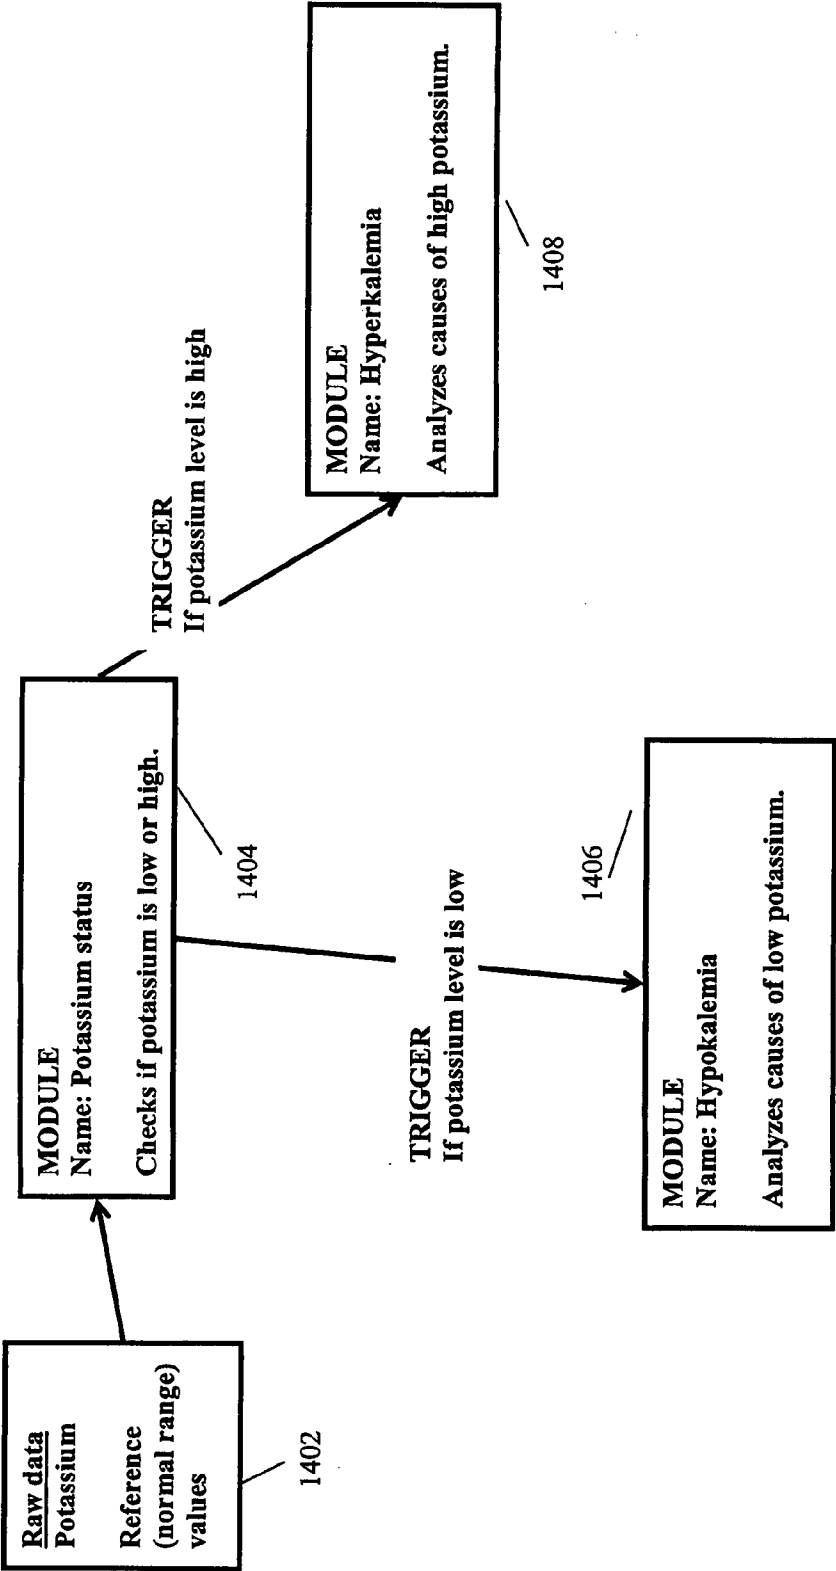 Raw data
Potassium
Reference
(normal range)
values
1402
MODULE
Name: Potassium status
Checks if potassium is low or high.
1404
TRIGGER
If potassium level is high
MODULE
Name: Hyperkalemia
Analyzes causes of high potassium.
1408
TRIGGER
If potassium level is low
MODULE
Name: Hypokalemia
Analyzes causes of low potassium.
1406